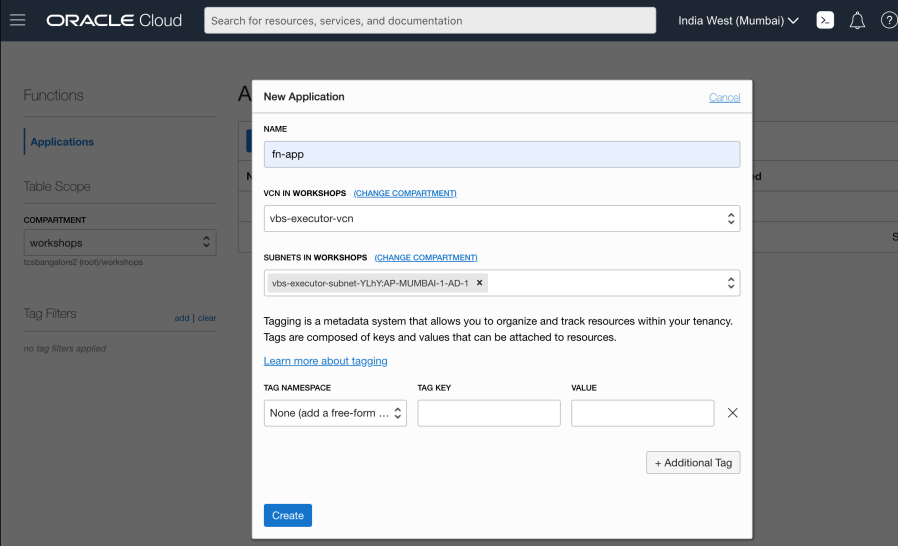 ORACLE Cloud
Search for resources, services, and documentation
India West (Mumbai)
Functions
Applications
Table Scope
COMPARTMENT
workshops
tcsbangalore2 (root)/workshops
Tag Filters
add | clear
no tag filters applied
New Application
Cancel
NAME
fn-app
VCN IN WORKSHOPS (CHANGE COMPARTMENT)
vbs-executor-vcn
SUBNETS IN WORKSHOPS (CHANGE COMPARTMENT)
vbs-executor-subnet-YLhY:AP-MUMBAI-1-AD-1 ×
Tagging is a metadata system that allows you to organize and track resources within your tenancy.
Tags are composed of keys and values that can be attached to resources.
Learn more about tagging
TAG NAMESPACE TAG KEY VALUE
None (add a free-form ...
+ Additional Tag
Create